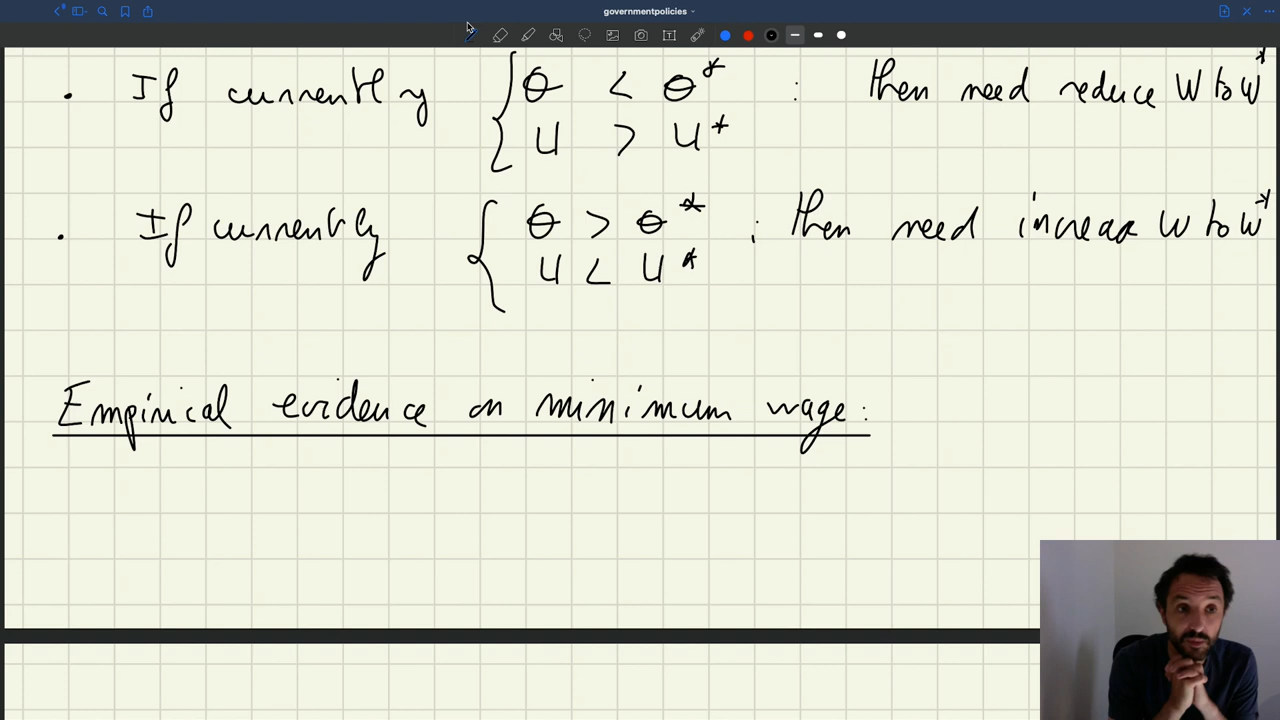 governmentpolicies
. If currently { θ < θ* : then need reduce W to W*
u > u*
. If currently { θ > θ* ; then need increase W to W*
u < u*
Empirical evidence on minimum wage: